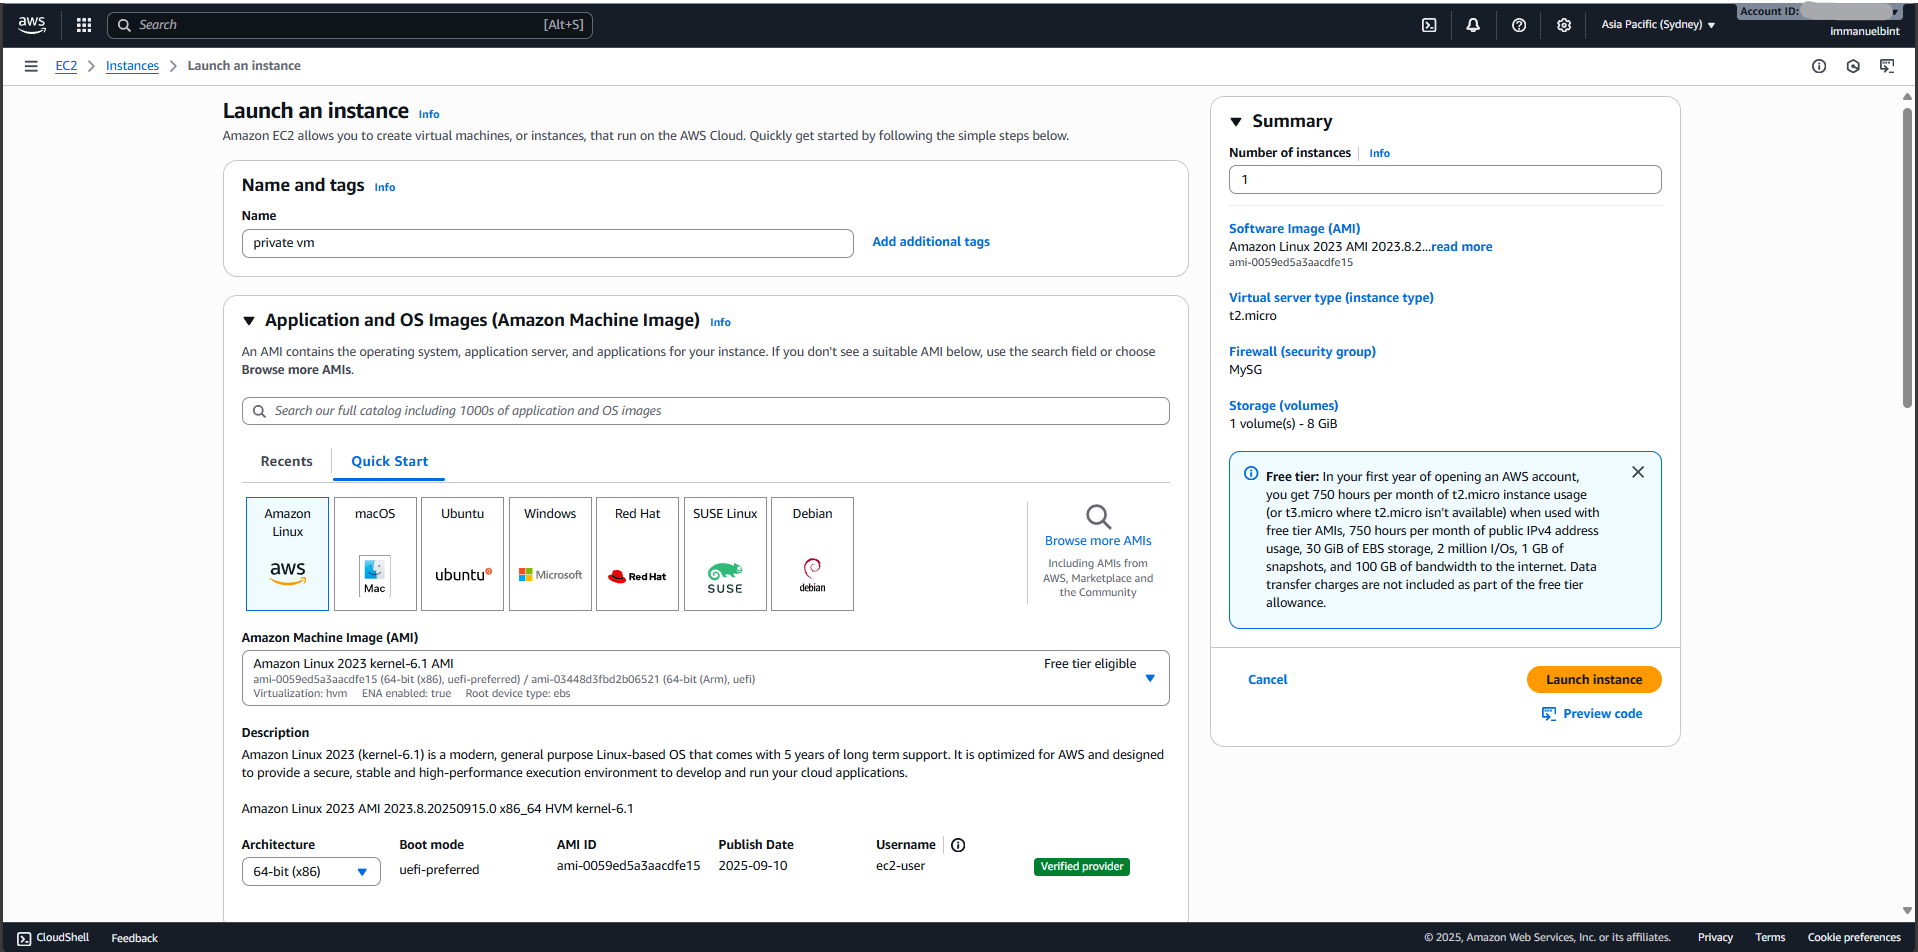 aws
Search [Alt+S]
Asia Pacific (Sydney)
Account ID:
immanuelbint
EC2 > Instances > Launch an instance
Launch an instance Info
Amazon EC2 allows you to create virtual machines, or instances, that run on the AWS Cloud. Quickly get started by following the simple steps below.
Name and tags Info
Name
private vm
Add additional tags
Application and OS Images (Amazon Machine Image) Info
An AMI contains the operating system, application server, and applications for your instance. If you don't see a suitable AMI below, use the search field or choose
Browse more AMIs.
Search our full catalog including 1000s of application and OS images
Recents
Quick Start
Amazon
Linux
aws
macOS
Mac
Ubuntu
ubuntu
Windows
Microsoft
Red Hat
Red Hat
SUSE Linux
SUSE
Debian
debian
Browse more AMIs
Including AMIs from
AWS, Marketplace and
the Community
Amazon Machine Image (AMI)
Amazon Linux 2023 kernel-6.1 AMI
Free tier eligible
ami-0059ed5a3aacdfe15 (64-bit (x86), uefi-preferred) / ami-03448d3fbd2b06521 (64-bit (Arm), uefi)
Virtualization: hvm ENA enabled: true Root device type: ebs
Description
Amazon Linux 2023 (kernel-6.1) is a modern, general purpose Linux-based OS that comes with 5 years of long term support. It is optimized for AWS and designed
to provide a secure, stable and high-performance execution environment to develop and run your cloud applications.
Amazon Linux 2023 AMI 2023.8.20250915.0 x86_64 HVM kernel-6.1
Architecture Boot mode AMI ID Publish Date Username
64-bit (x86) uefi-preferred ami-0059ed5a3aacdfe15 2025-09-10 ec2-user Verified provider
Summary
Number of instances Info
1
Software Image (AMI)
Amazon Linux 2023 AMI 2023.8.2...read more
ami-0059ed5a3aacdfe15
Virtual server type (instance type)
t2.micro
Firewall (security group)
MySG
Storage (volumes)
1 volume(s) - 8 GiB
Free tier: In your first year of opening an AWS account,
you get 750 hours per month of t2.micro instance usage
(or t3.micro where t2.micro isn't available) when used with
free tier AMIs, 750 hours per month of public IPv4 address
usage, 30 GiB of EBS storage, 2 million I/Os, 1 GB of
snapshots, and 100 GB of bandwidth to the internet. Data
transfer charges are not included as part of the free tier
allowance.
Cancel
Launch instance
Preview code
CloudShell Feedback
© 2025, Amazon Web Services, Inc. or its affiliates. Privacy Terms Cookie preferences